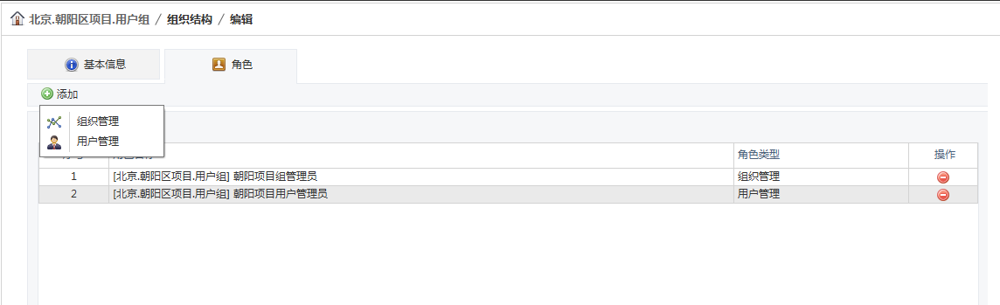 北京.朝阳区项目.用户组 / 组织结构 / 编辑
基本信息 角色
添加
组织管理
用户管理
角色类型 操作
1 [北京.朝阳区项目.用户组] 朝阳项目组管理员 组织管理
2 [北京.朝阳区项目.用户组] 朝阳项目用户管理员 用户管理